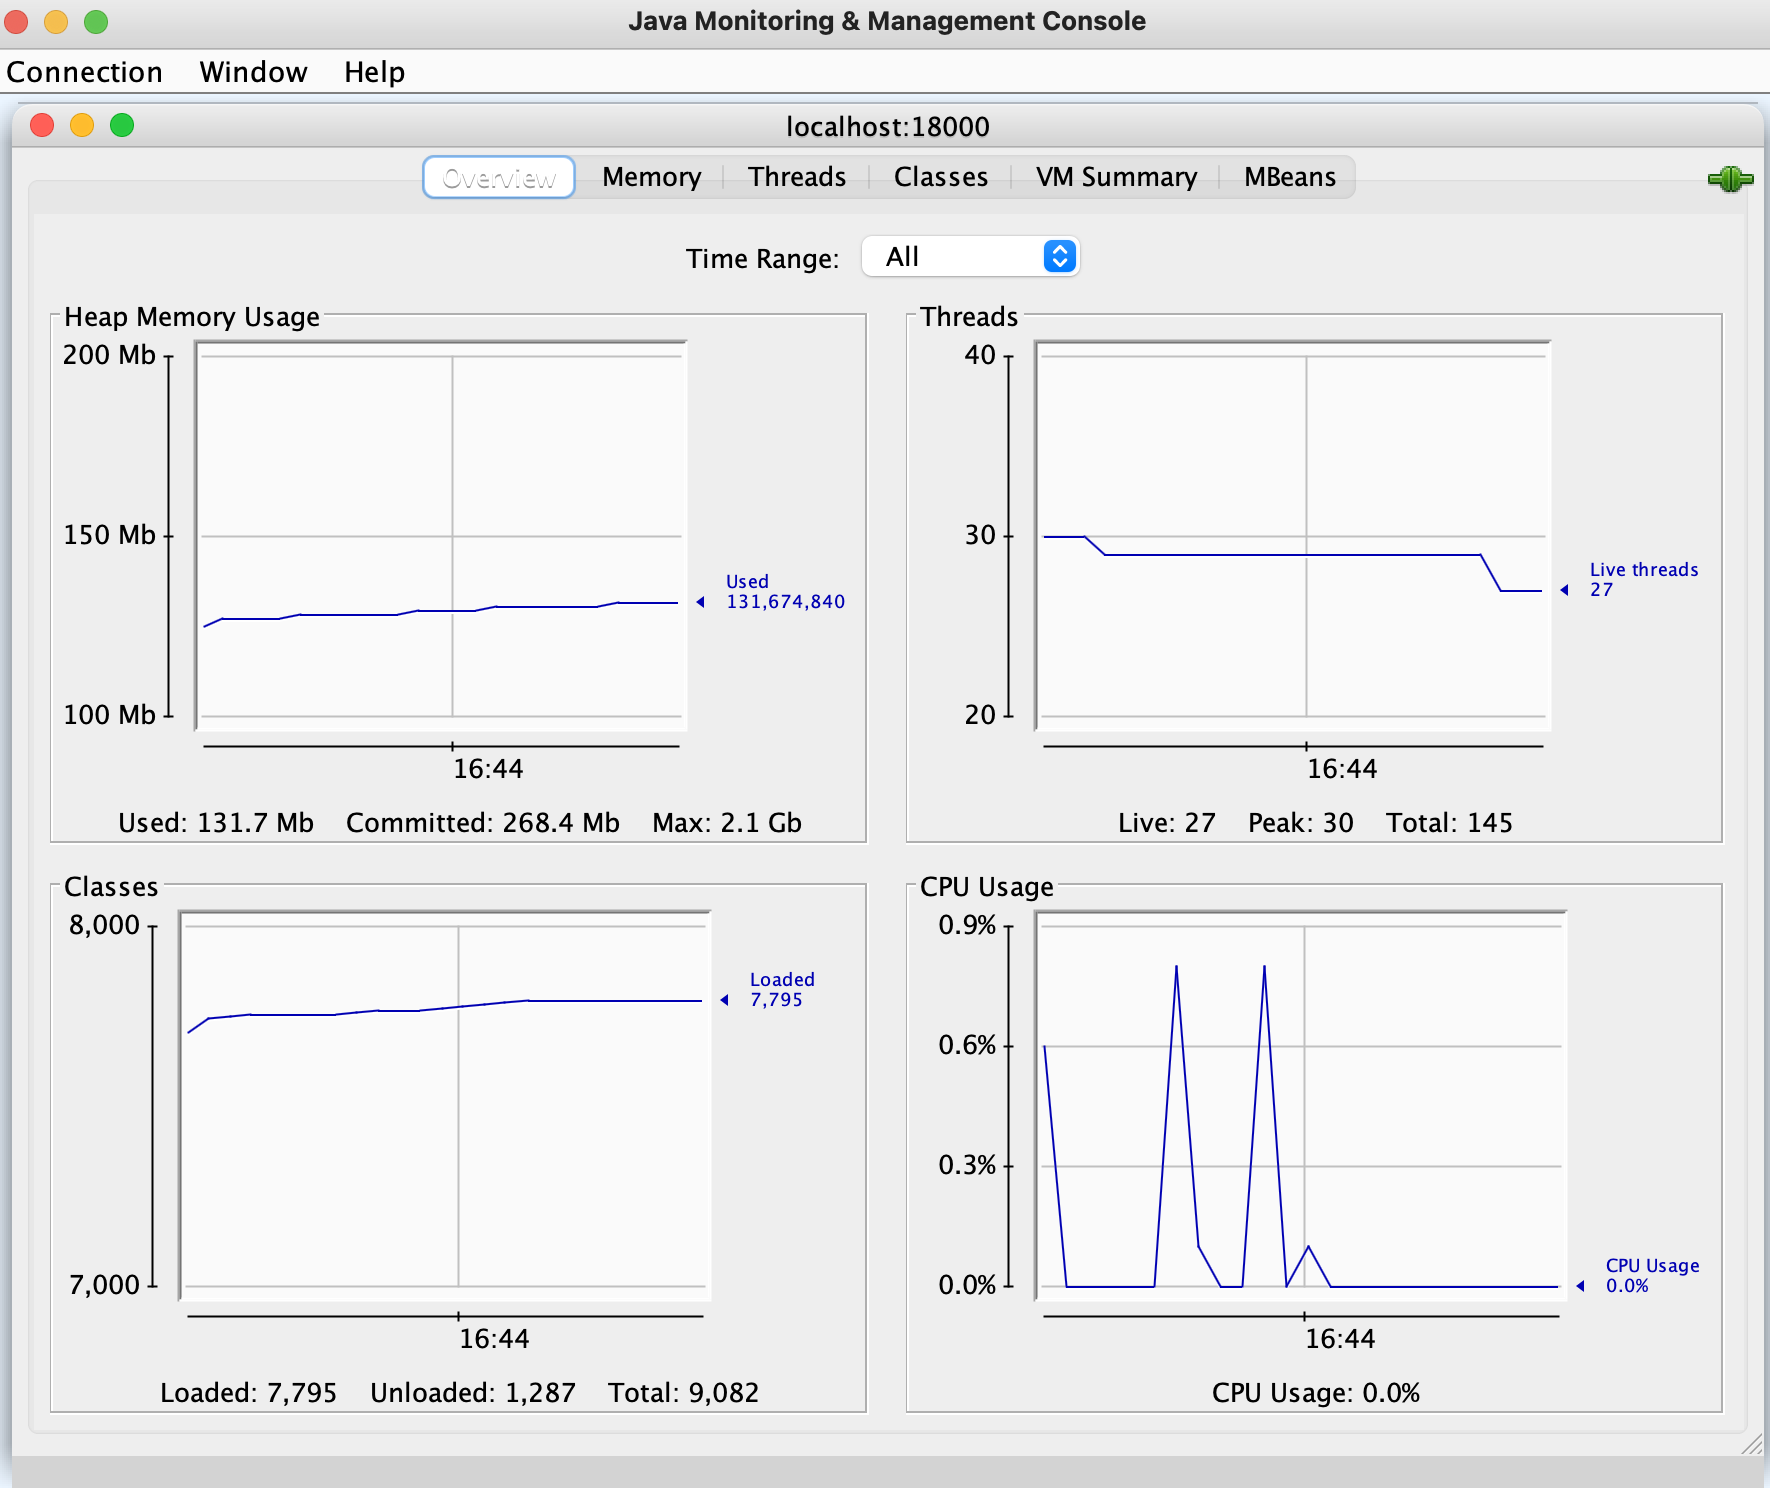 Java Monitoring & Management Console
Connection Window Help
localhost:18000
Overview Memory Threads Classes VM Summary MBeans
Time Range: All
Heap Memory Usage
200 Mb
150 Mb
100 Mb
Used
131,674,840
16:44
Used: 131.7 Mb Committed: 268.4 Mb Max: 2.1 Gb
Threads
40
30
20
Live threads
27
16:44
Live: 27 Peak: 30 Total: 145
Classes
8,000
7,000
Loaded
7,795
16:44
Loaded: 7,795 Unloaded: 1,287 Total: 9,082
CPU Usage
0.9%
0.6%
0.3%
0.0%
CPU Usage
0.0%
16:44
CPU Usage: 0.0%